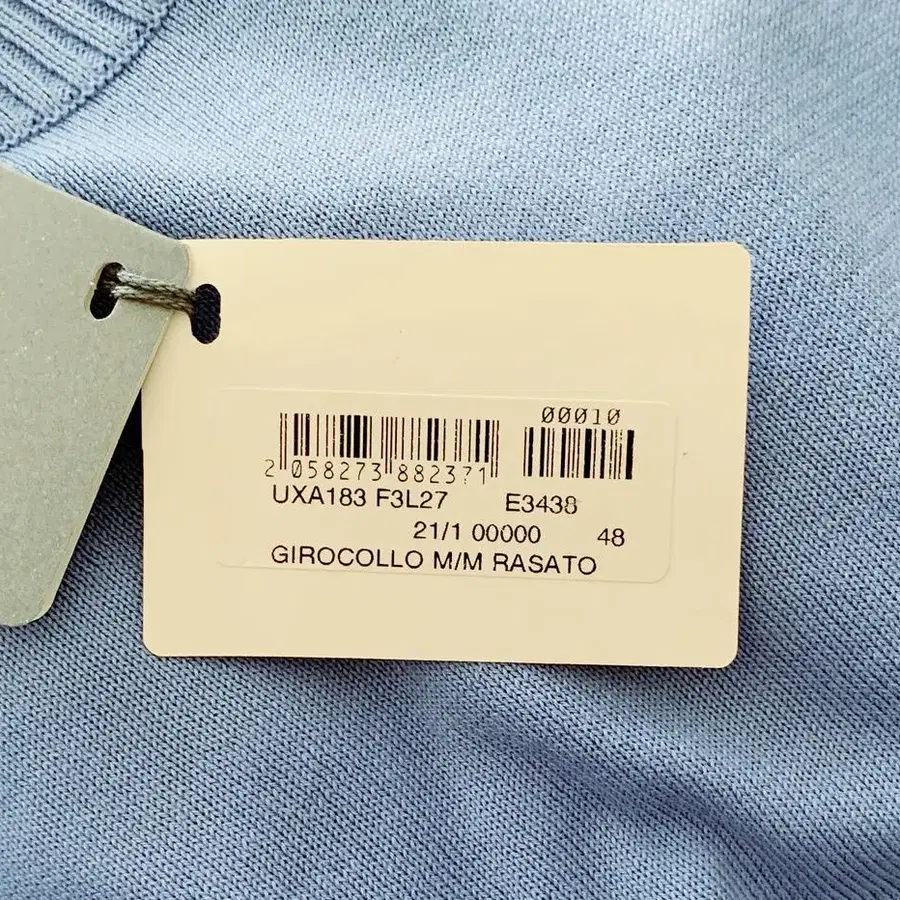 00010
2 058273 882371
UXA183 F3L27 E3438
21/1 00000 48
GIROCOLLO M/M RASATO